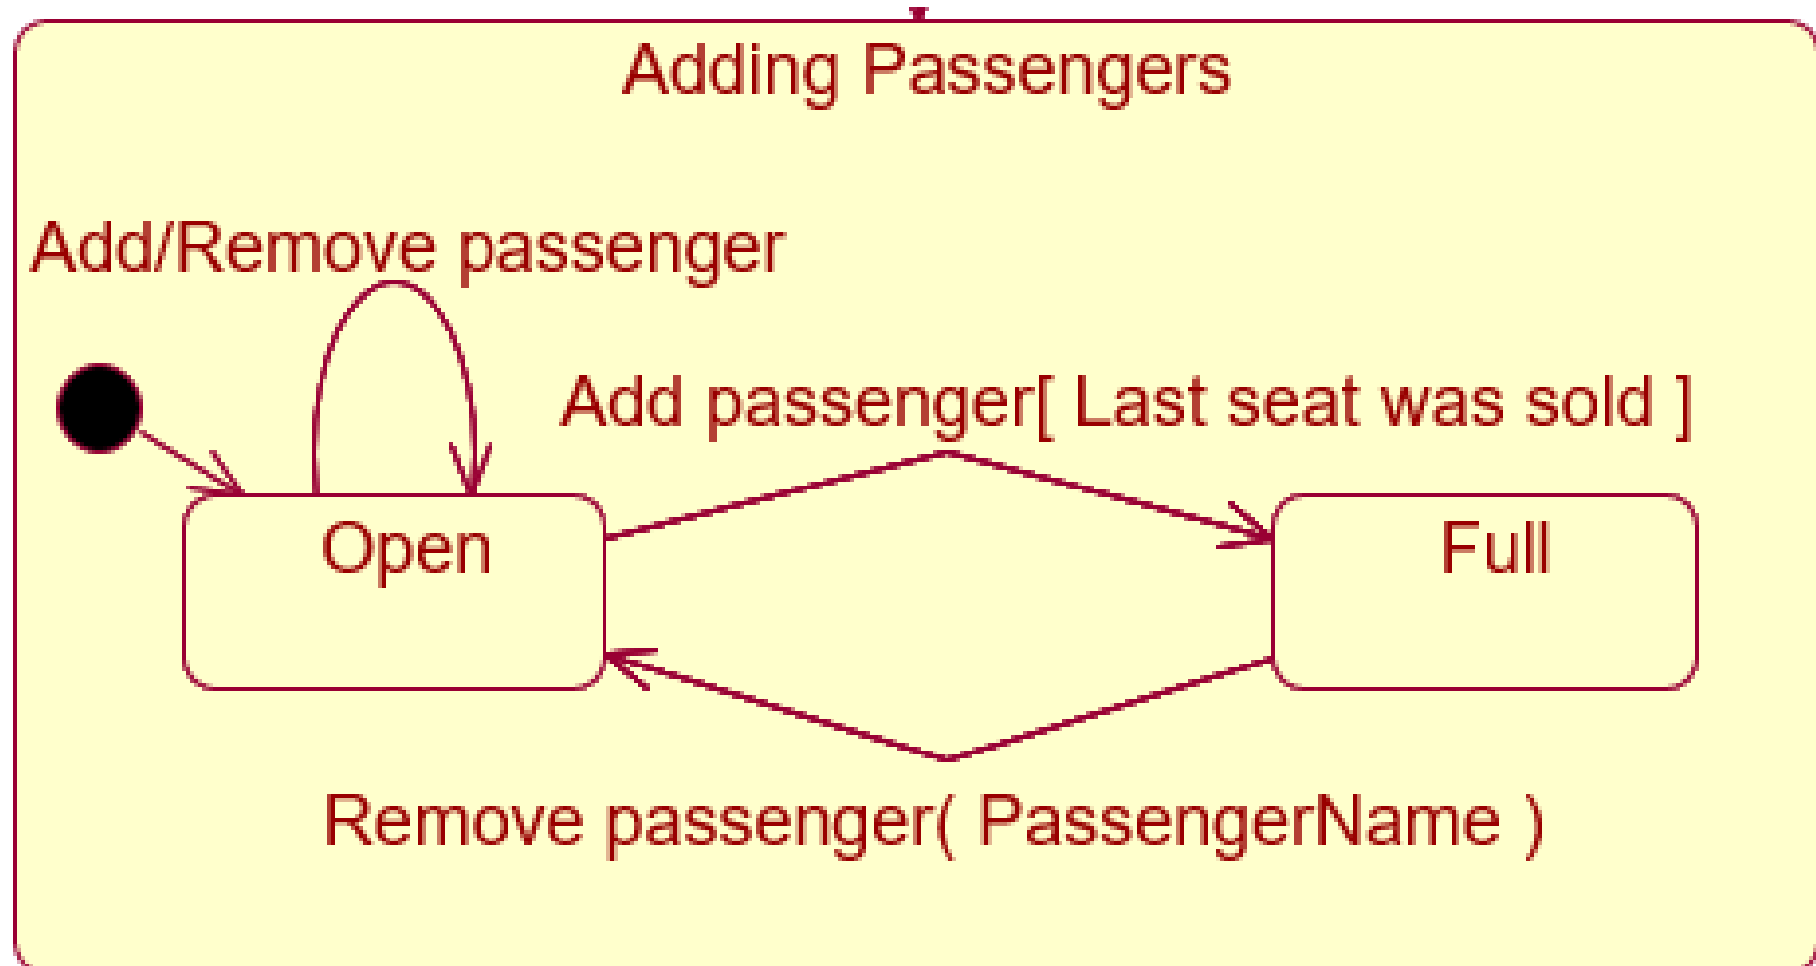 Adding Passengers
Add/Remove passenger
Add passenger[ Last seat was sold ]
Open
Full
Remove passenger( PassengerName )